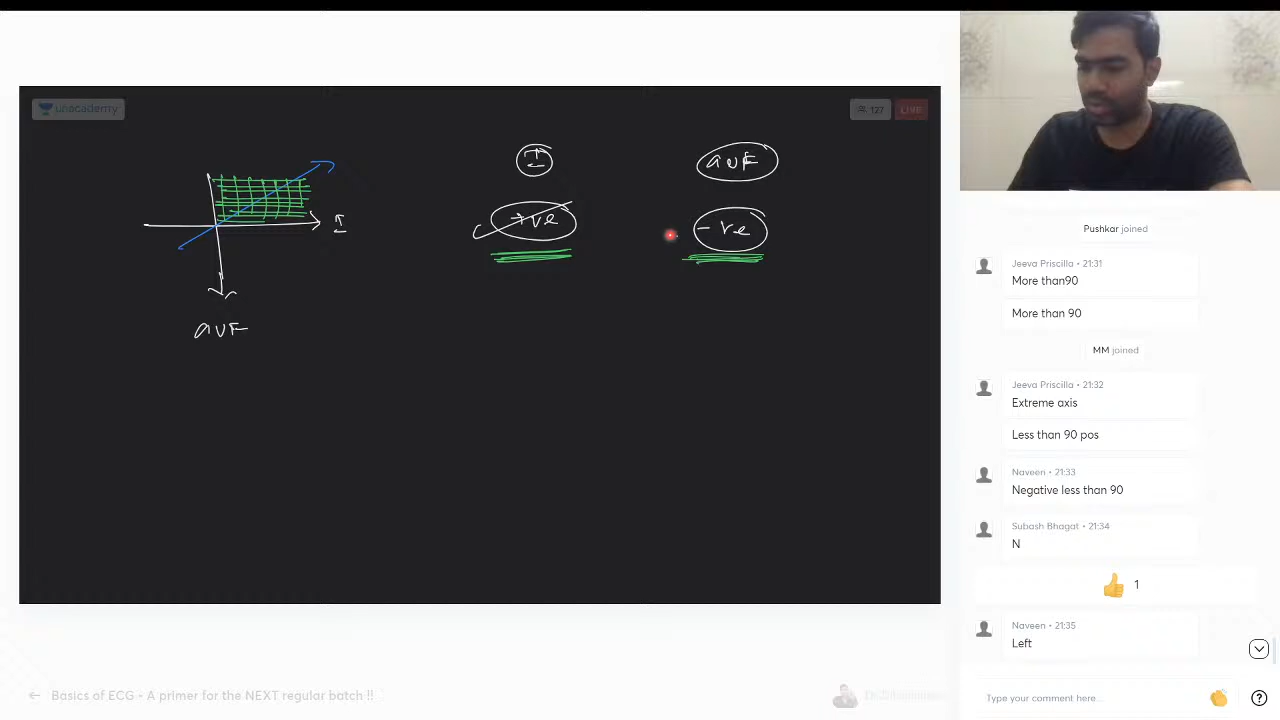 unacademy
127
LIVE
I
aVF
+ve
-ve
I
aVF
Pushkar joined
Jeeva Priscilla • 21:31
More than90
More than 90
MM joined
Jeeva Priscilla • 21:32
Extreme axis
Less than 90 pos
Naveen • 21:33
Negative less than 90
Subash Bhagat • 21:34
N
👍 1
Naveen • 21:35
Left
← Basics of ECG • A primer for the NEXT regular batch !!
Type your comment here...